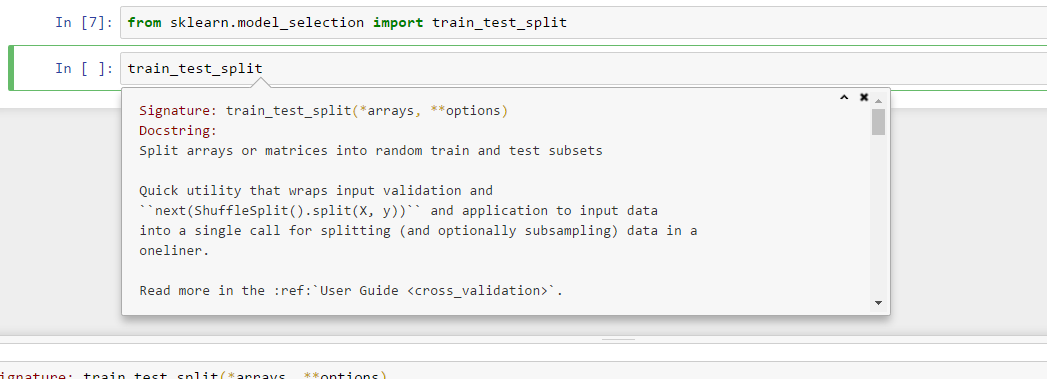 In [7]: from sklearn.model_selection import train_test_split
In [ ]: train_test_split
Signature: train_test_split(*arrays, **options)
Docstring:
Split arrays or matrices into random train and test subsets
Quick utility that wraps input validation and
``next(ShuffleSplit().split(X, y))`` and application to input data
into a single call for splitting (and optionally subsampling) data in a
oneliner.
Read more in the :ref:`User Guide <cross_validation>`.
ignature: train_test_split(*arrays, **options)